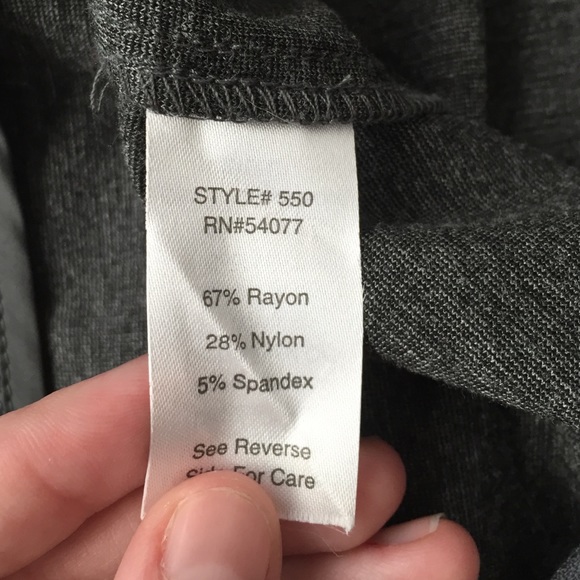 STYLE# 550
RN#54077
67% Rayon
28% Nylon
5% Spandex
See Reverse
Side For Care